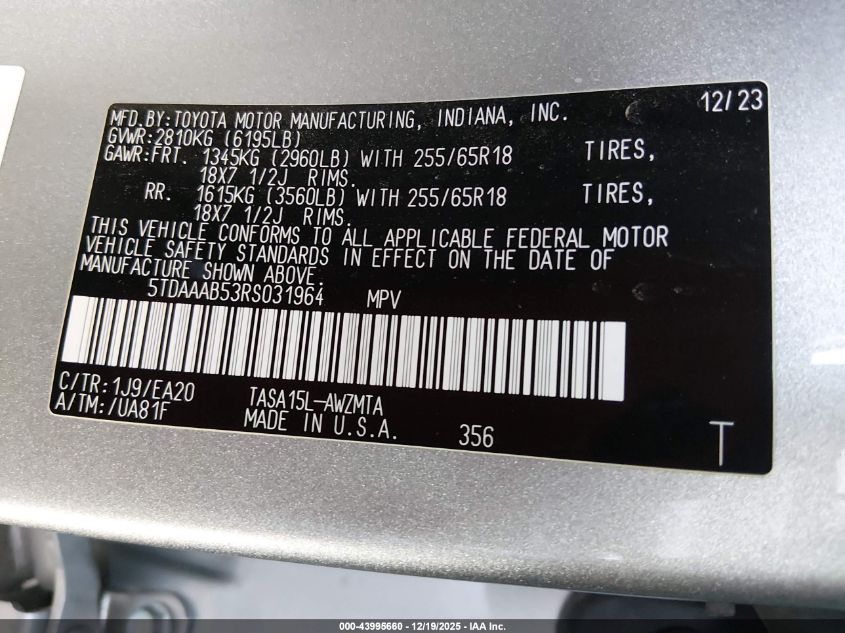 MFD.BY:TOYOTA MOTOR MANUFACTURING, INDIANA, INC. 12/23
GVWR:2810KG (6195LB)
GAWR:FRT. 1345KG (2960LB) WITH 255/65R18 TIRES,
18X7 1/2J RIMS.
RR. 1615KG (3560LB) WITH 255/65R18 TIRES,
18X7 1/2J RIMS.
THIS VEHICLE CONFORMS TO ALL APPLICABLE FEDERAL MOTOR
VEHICLE SAFETY STANDARDS IN EFFECT ON THE DATE OF
MANUFACTURE SHOWN ABOVE.
5TDAAAB53RS031964 MPV
C/TR:1J9/EA20 TASA15L-AWZMTA
A/TM:/UA81F MADE IN U.S.A. 356 T
000-43995660 - 12/19/2025 - IAA Inc.